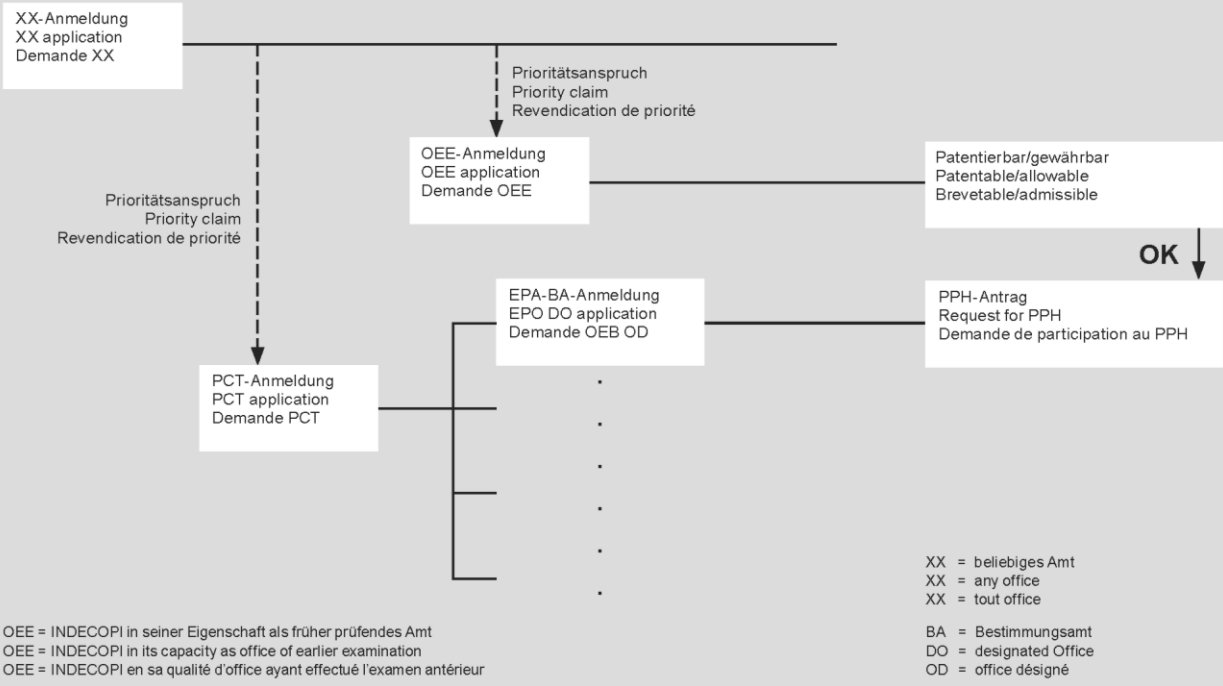 XX-Anmeldung
XX application
Demande XX
Prioritätsanspruch
Priority claim
Revendication de priorité
OEE-Anmeldung
OEE application
Demande OEE
Patentierbar/gewährbar
Patentable/allowable
Brevetable/admissible
Prioritätsanspruch
Priority claim
Revendication de priorité
OK
EPA-BA-Anmeldung
EPO DO application
Demande OEB OD
PPH-Antrag
Request for PPH
Demande de participation au PPH
PCT-Anmeldung
PCT application
Demande PCT
XX = beliebiges Amt
XX = any office
XX = tout office
OEE = INDECOPI in seiner Eigenschaft als früher prüfendes Amt
OEE = INDECOPI in its capacity as office of earlier examination
OEE = INDECOPI en sa qualité d'office ayant effectué l'examen antérieur
BA = Bestimmungsamt
DO = designated Office
OD = office désigné